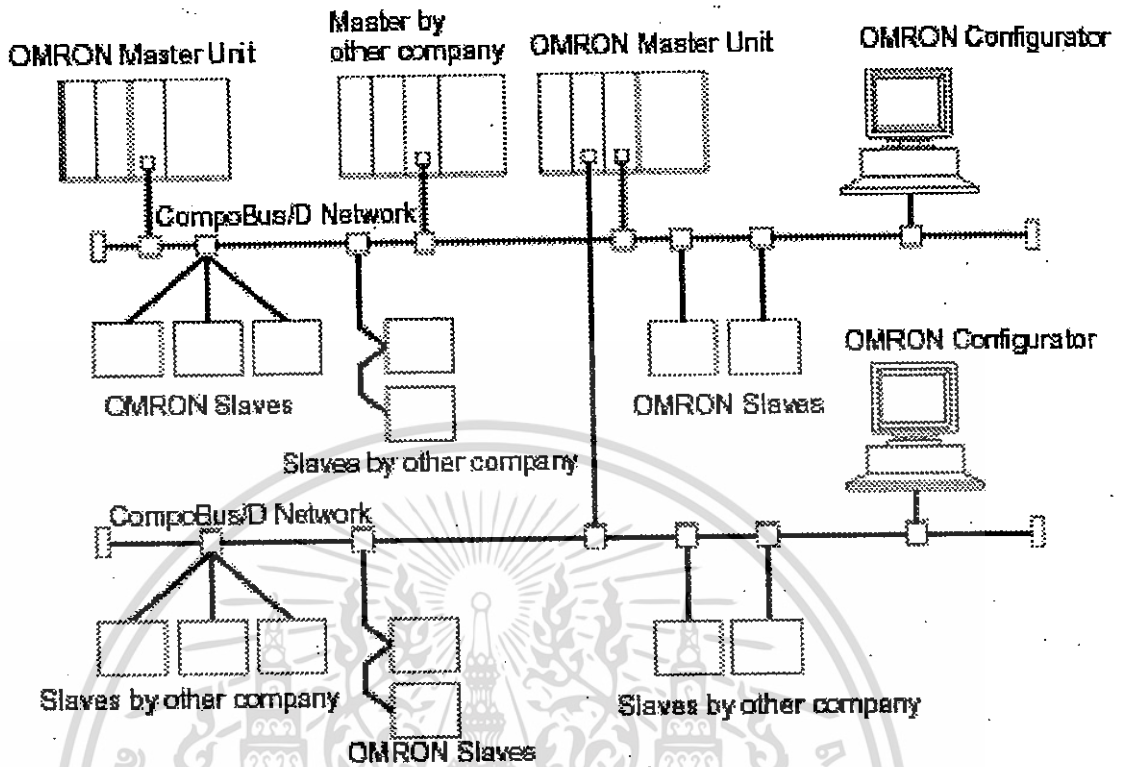 OMRON Master Unit
Master by
other company
OMRON Master Unit
OMRON Configurator
CompoBus/D Network
OMRON Slaves
Slaves by other company
OMRON Slaves
OMRON Configurator
CompoBus/D Network
Slaves by other company
OMRON Slaves
Slaves by other company